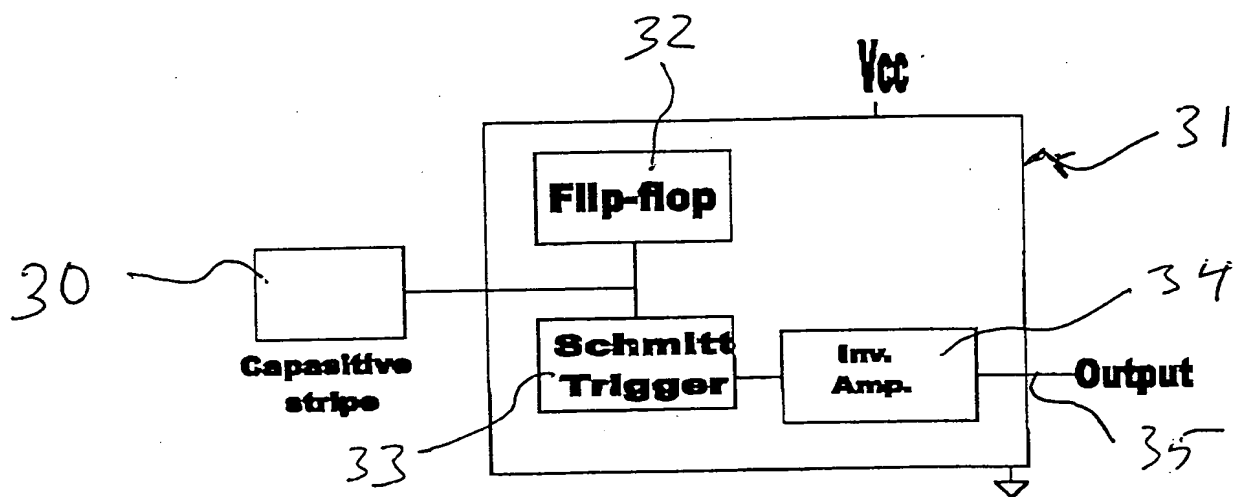 32
Vcc
31
Flip-flop
30
34
Schmitt
Trigger
Inv.
Amp.
Capasitive
stripe
Output
33
35